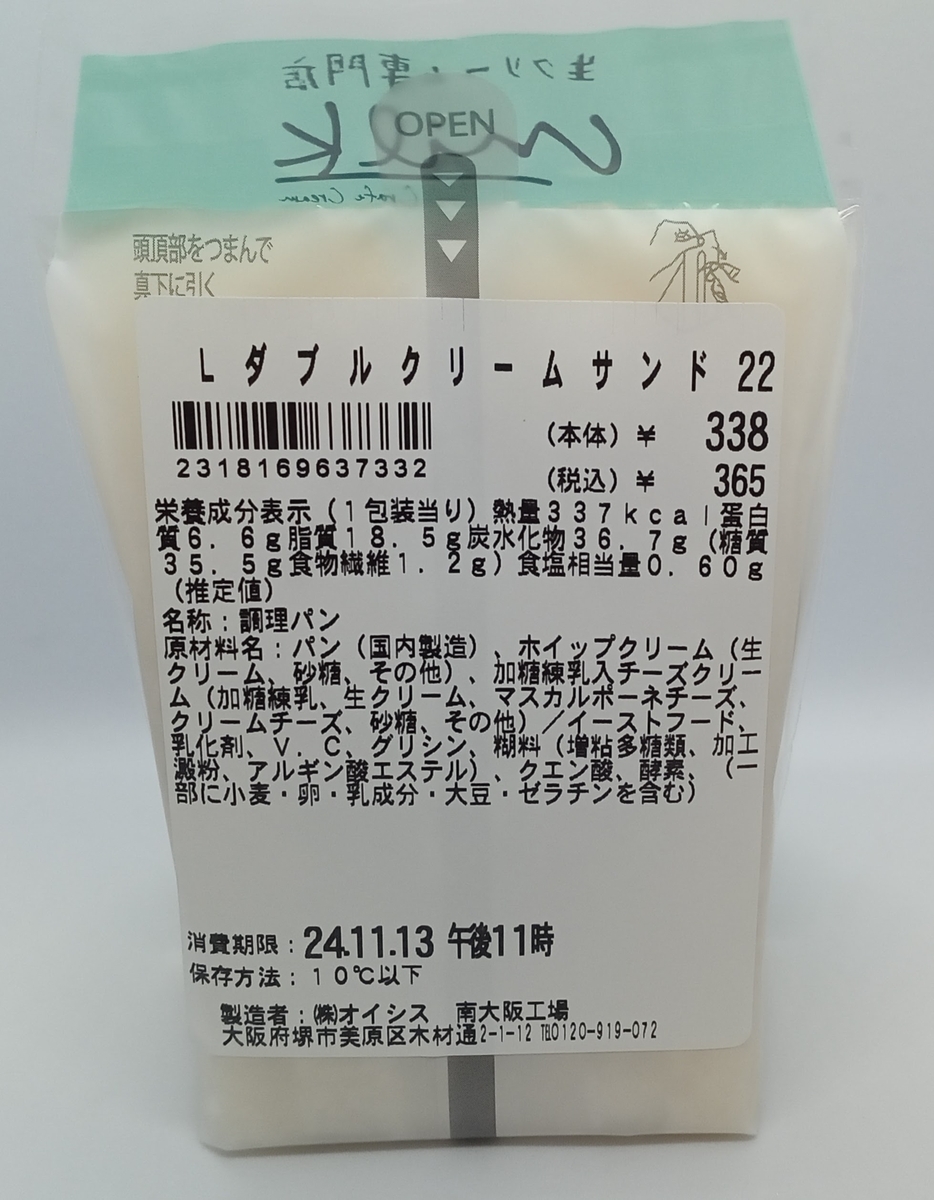 生クリーム専門店
OPEN
MILK
Craft Cream
頭頂部をつまんで
真下に引く
Lダブルクリームサンド 22
(本体) ¥ 338
2318169637332
(税込) ¥ 365
栄養成分表示(1包装当り)熱量337kcal蛋白
質6.6g脂質18.5g炭水化物36.7g(糖質
35.5g食物繊維1.2g)食塩相当量0.60g
(推定値)
名称:調理パン
原材料名:パン(国内製造)、ホイップクリーム(生
クリーム、砂糖、その他)、加糖練乳入チーズクリー
ム(加糖練乳、生クリーム、マスカルポーネチーズ、
クリームチーズ、砂糖、その他)/イーストフード、
乳化剤、V.C、グリシン、糊料(増粘多糖類、加工
澱粉、アルギン酸エステル)、クエン酸、酵素、(一
部に小麦・卵・乳成分・大豆・ゼラチンを含む)
消費期限:24.11.13 午後11時
保存方法:10℃以下
製造者:㈱オイシス 南大阪工場
大阪府堺市美原区木材通2-1-12 ℡0120-919-072